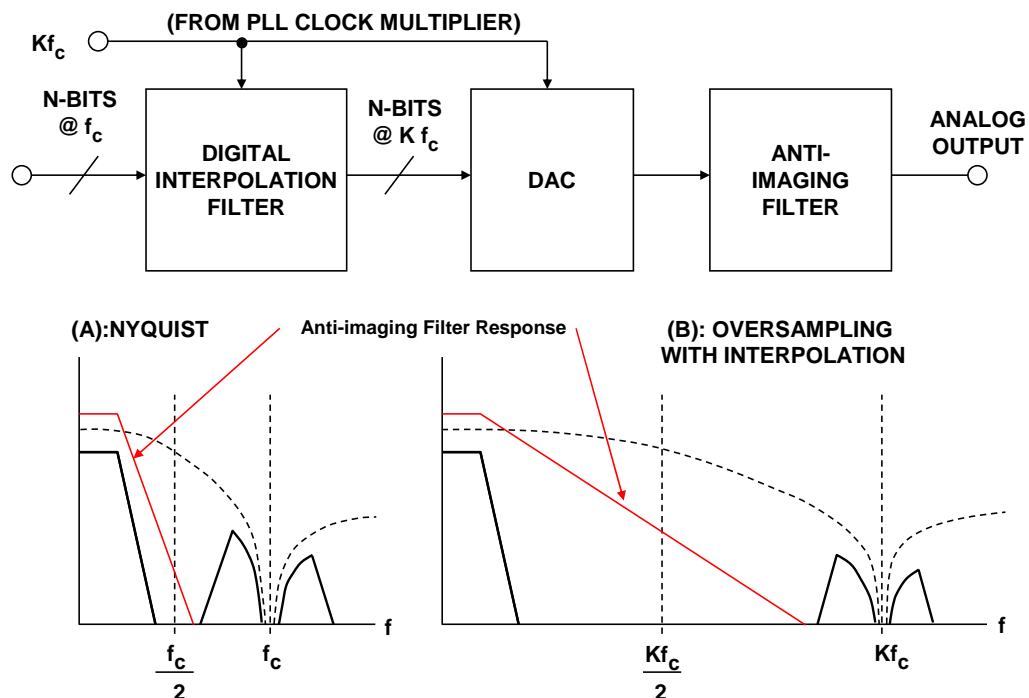 (FROM PLL CLOCK MULTIPLIER)
Kfc
N-BITS
@ fc
DIGITAL
INTERPOLATION
FILTER
N-BITS
@ K fc
DAC
ANTI-
IMAGING
FILTER
ANALOG
OUTPUT
(A):NYQUIST
Anti-imaging Filter Response
(B): OVERSAMPLING
WITH INTERPOLATION
f
fc
2
fc
f
Kfc
2
Kfc